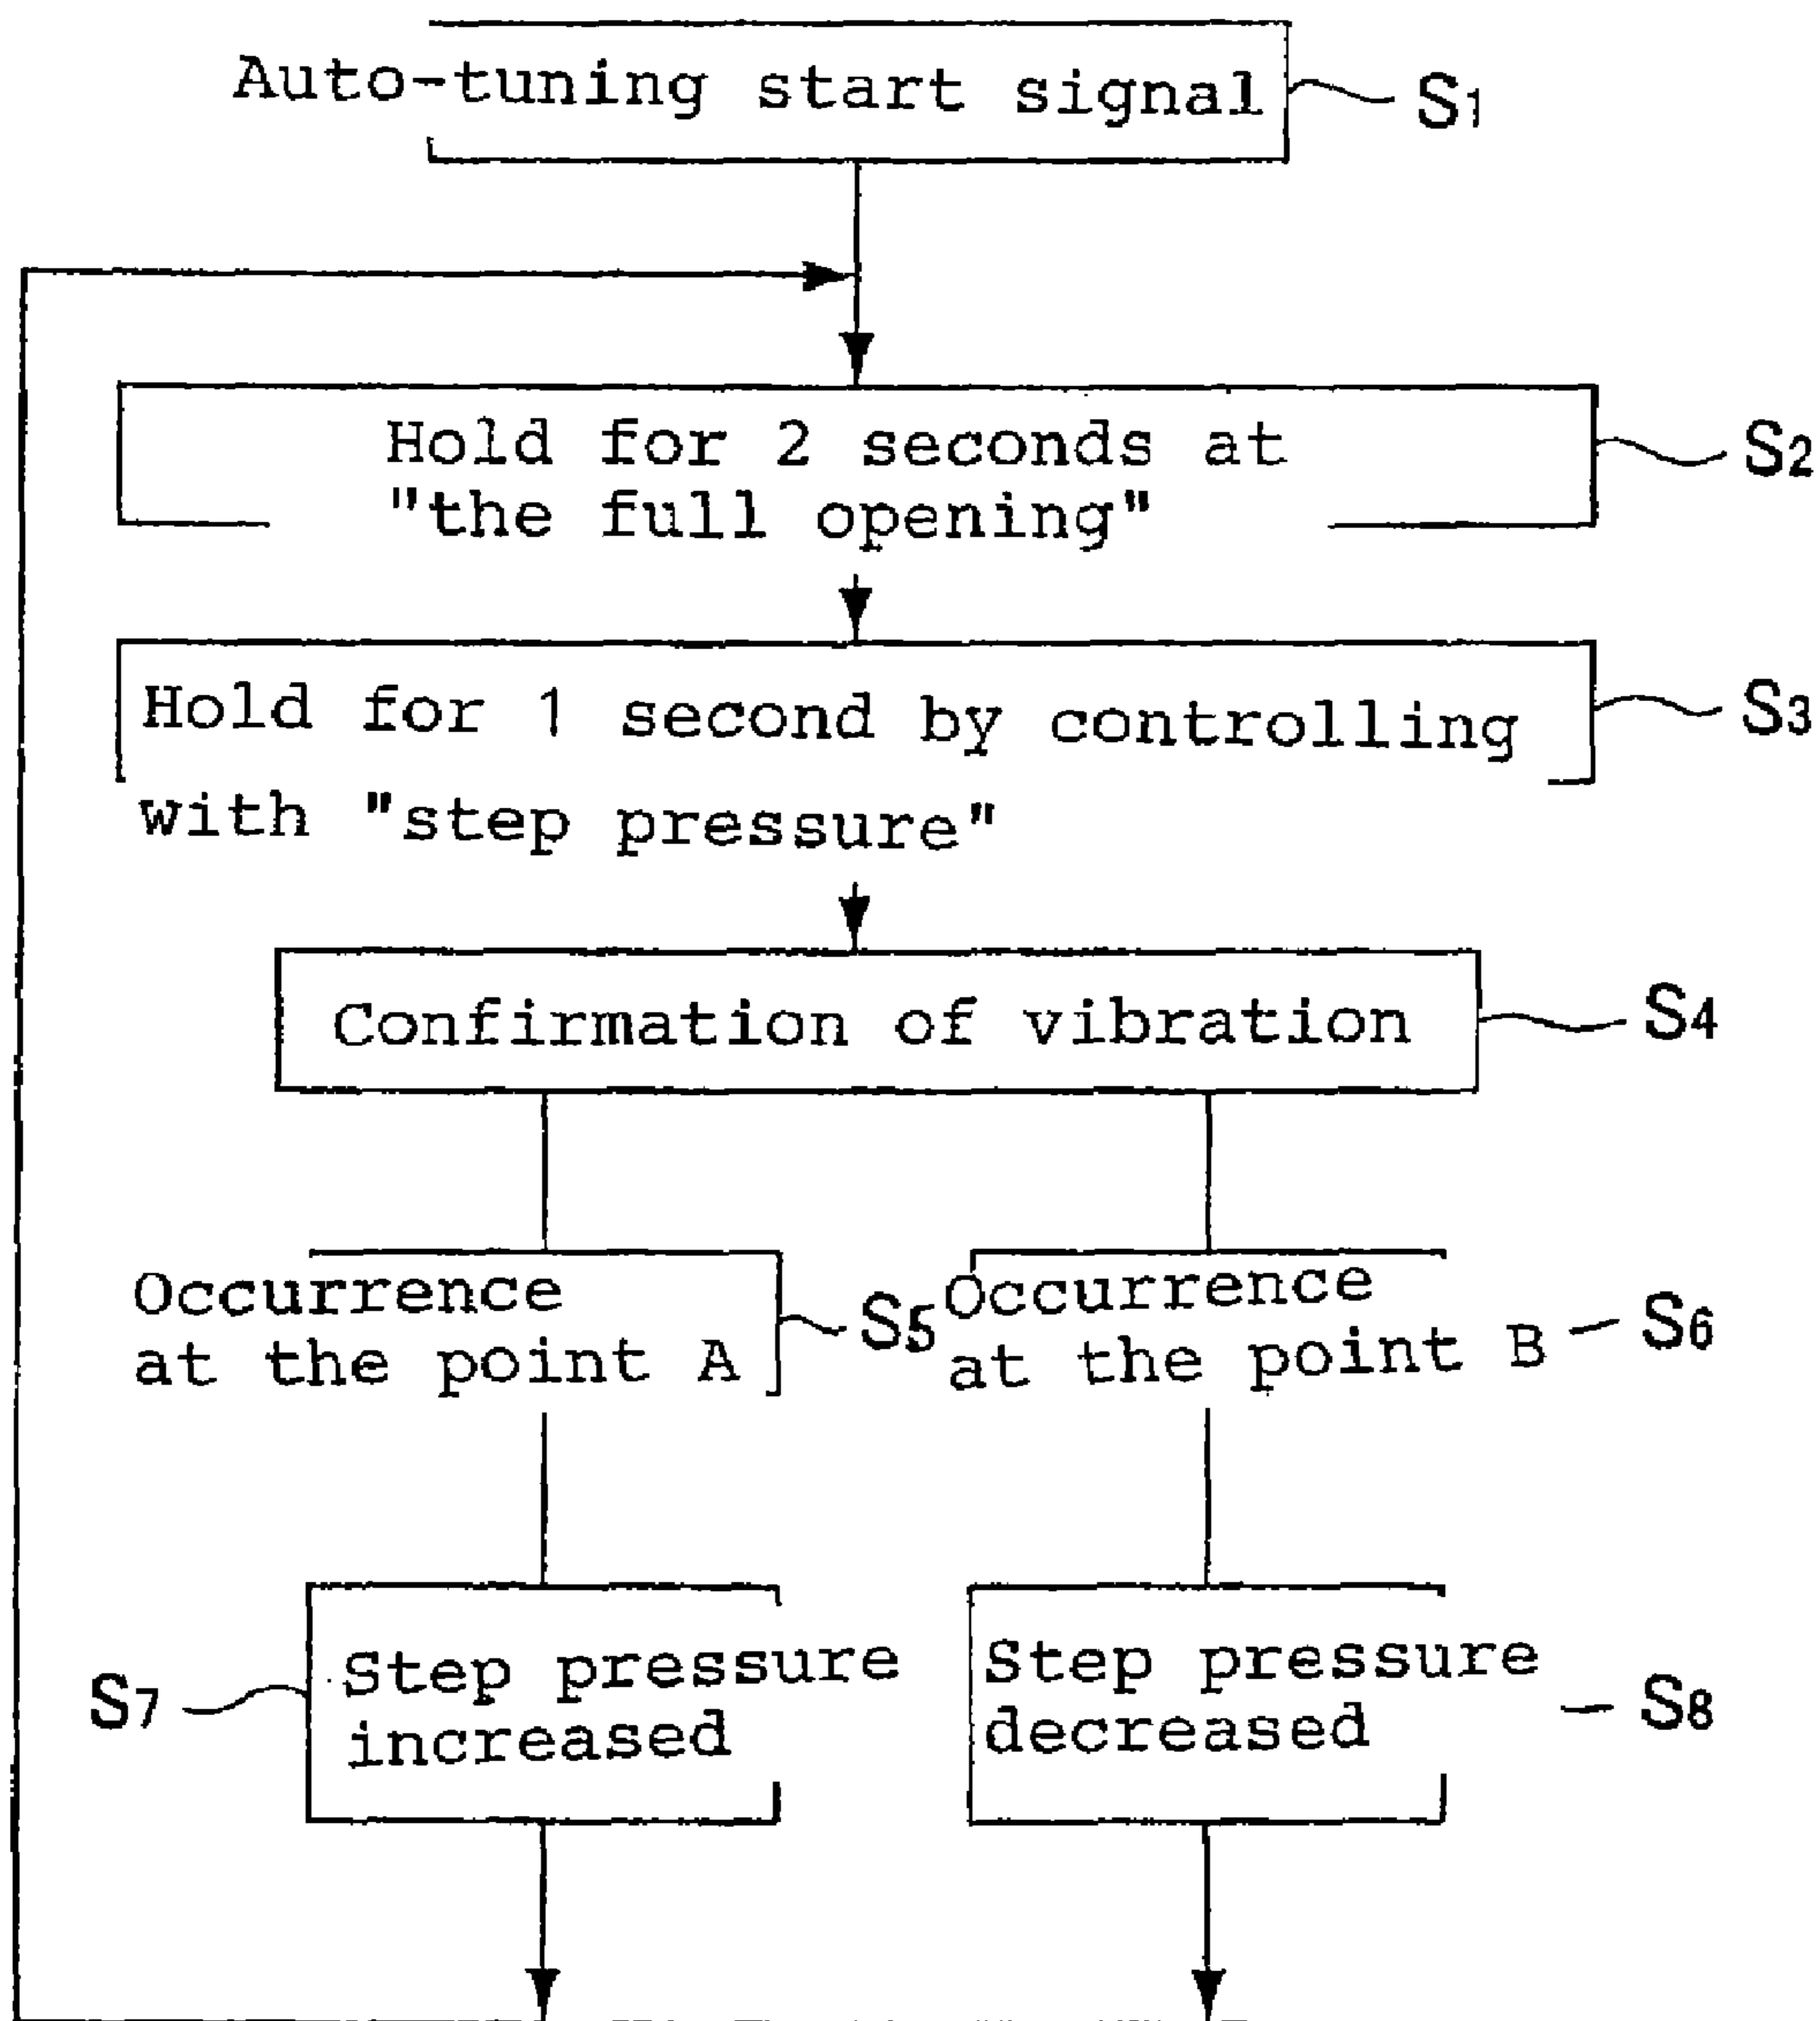 Auto-tuning start signal
S1
Hold for 2 seconds at
"the full opening"
S2
Hold for 1 second by controlling
with "step pressure"
S3
Confirmation of vibration
S4
Occurrence
at the point A
S5
Occurrence
at the point B
S6
S7
Step pressure
increased
Step pressure
decreased
S8